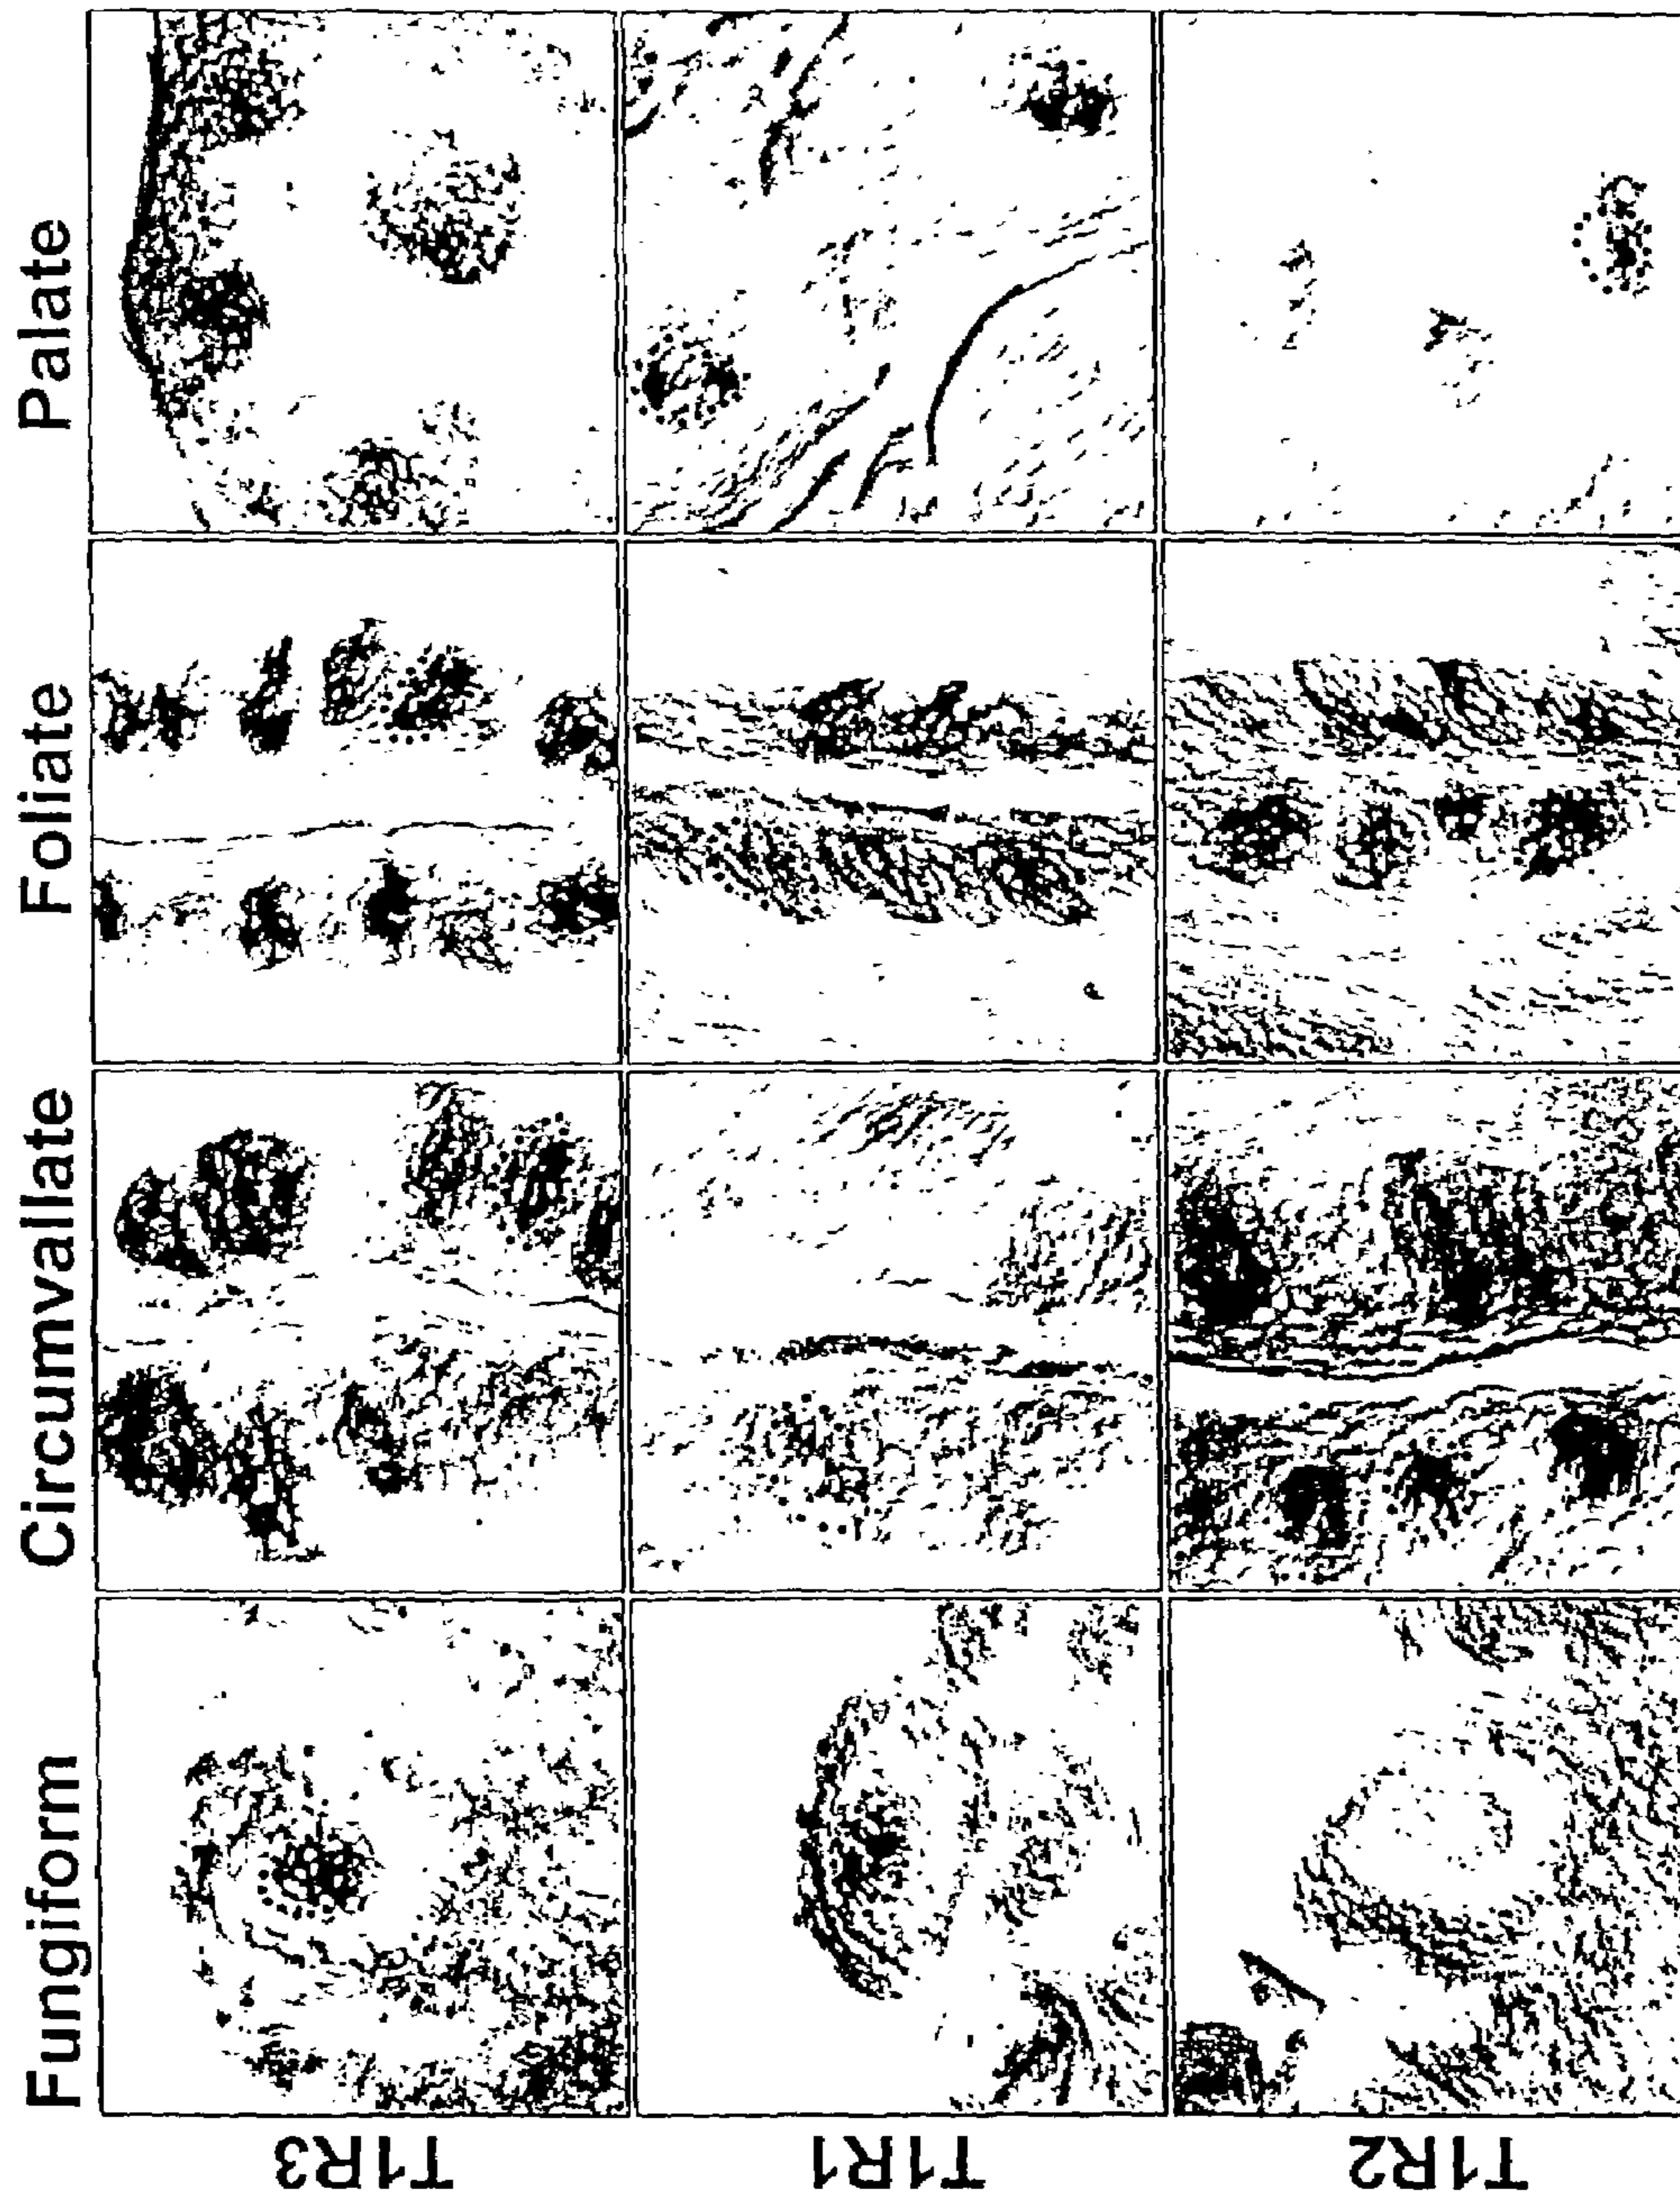 Fungiform
Circumvallate
Foliate
Palate
T1R3
T1R1
T1R2